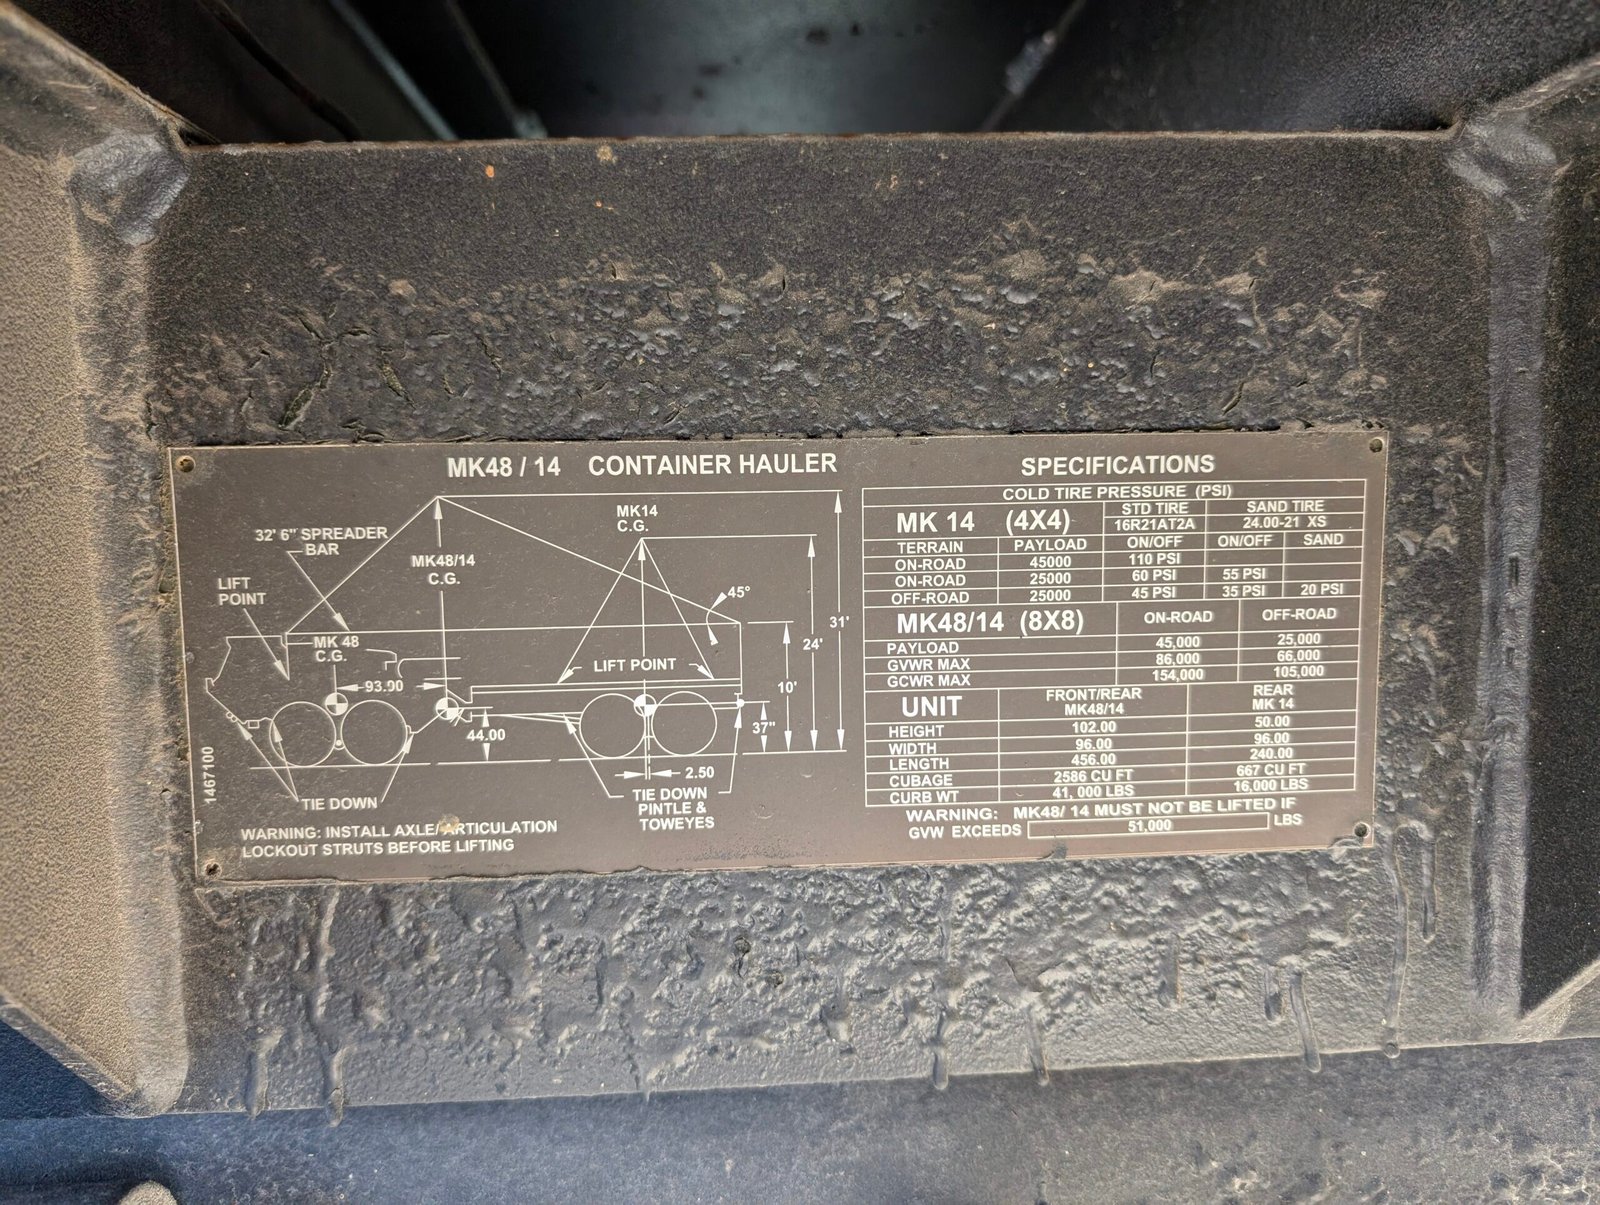 MK48 / 14 CONTAINER HAULER
32' 6" SPREADER
BAR
MK14
C.G.
MK48/14
C.G.
LIFT
POINT
45°
31'
24'
MK 48
C.G.
LIFT POINT
93.90
10'
37"
44.00
2.50
1467100
TIE DOWN
TIE DOWN
PINTLE &
TOWEYES
WARNING: INSTALL AXLE/ARTICULATION
LOCKOUT STRUTS BEFORE LIFTING
SPECIFICATIONS
COLD TIRE PRESSURE (PSI)
MK 14 (4X4) STD TIRE SAND TIRE
16R21AT2A 24.00-21 XS
TERRAIN PAYLOAD ON/OFF ON/OFF SAND
ON-ROAD 45000 110 PSI
ON-ROAD 25000 60 PSI 55 PSI
OFF-ROAD 25000 45 PSI 35 PSI 20 PSI
MK48/14 (8X8) ON-ROAD OFF-ROAD
PAYLOAD 45,000 25,000
GVWR MAX 86,000 66,000
GCWR MAX 154,000 105,000
UNIT FRONT/REAR REAR
MK48/14 MK 14
HEIGHT 102.00 50.00
WIDTH 96.00 96.00
LENGTH 456.00 240.00
CUBAGE 2586 CU FT 667 CU FT
CURB WT 41,000 LBS 16,000 LBS
WARNING: MK48/ 14 MUST NOT BE LIFTED IF
GVW EXCEEDS 51,000 LBS